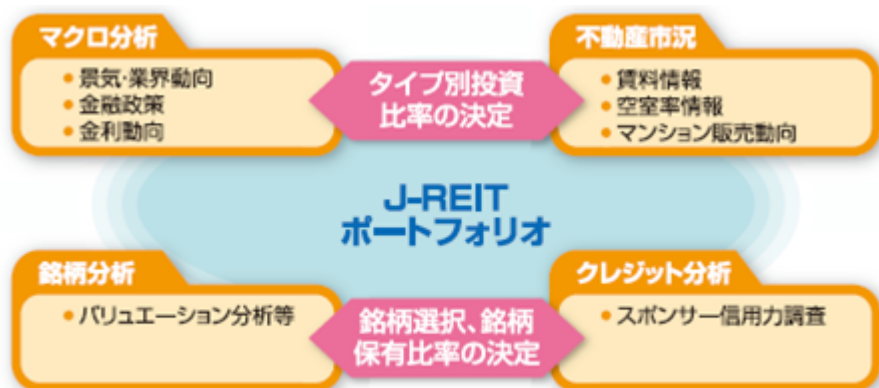 マクロ分析
・景気・業界動向
・金融政策
・金利動向
タイプ別投資
比率の決定
不動産市況
・賃料情報
・空室率情報
・マンション販売動向
J-REIT
ポートフォリオ
銘柄分析
・バリュエーション分析等
銘柄選択、銘柄
保有比率の決定
クレジット分析
・スポンサー信用力調査